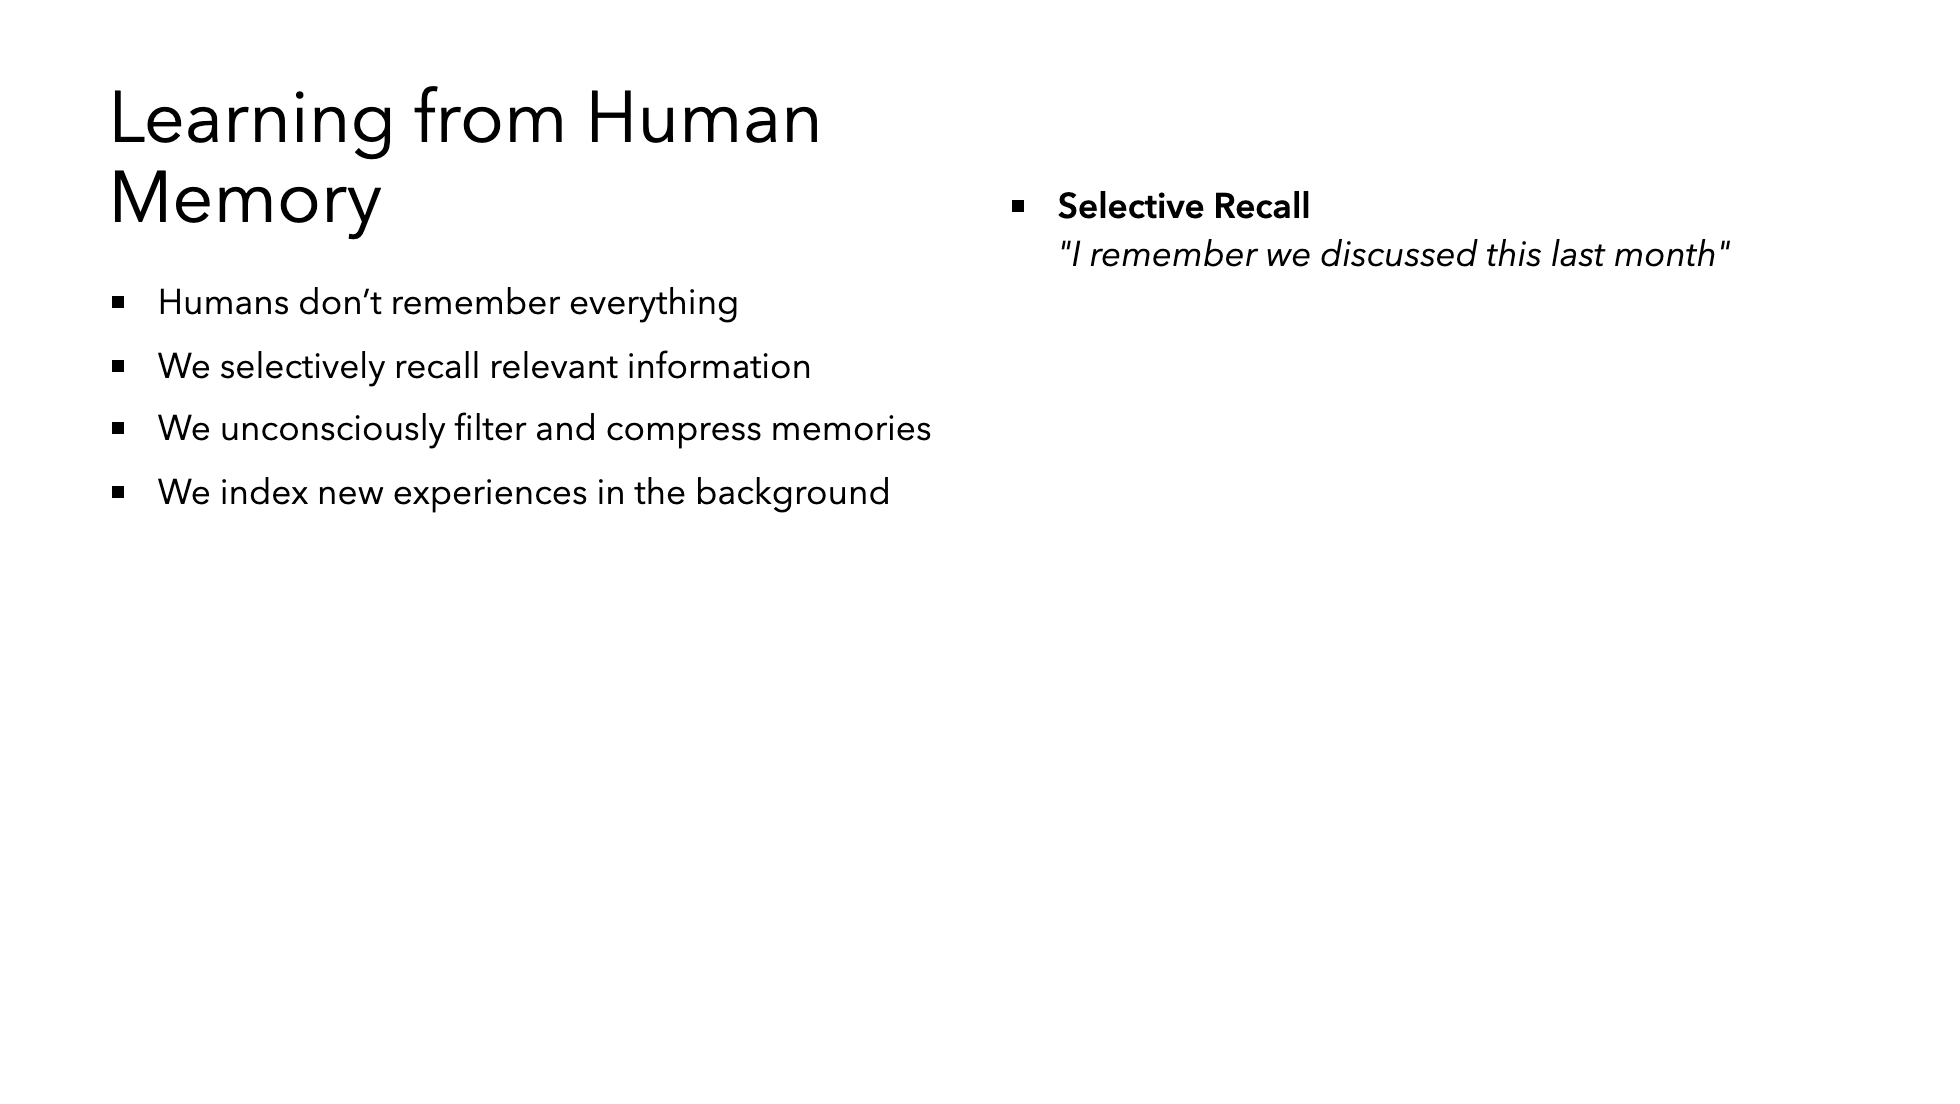 Learning from Human
Memory
▪ Humans don’t remember everything
▪ We selectively recall relevant information
▪ We unconsciously filter and compress memories
▪ We index new experiences in the background
▪ Selective Recall
"I remember we discussed this last month"